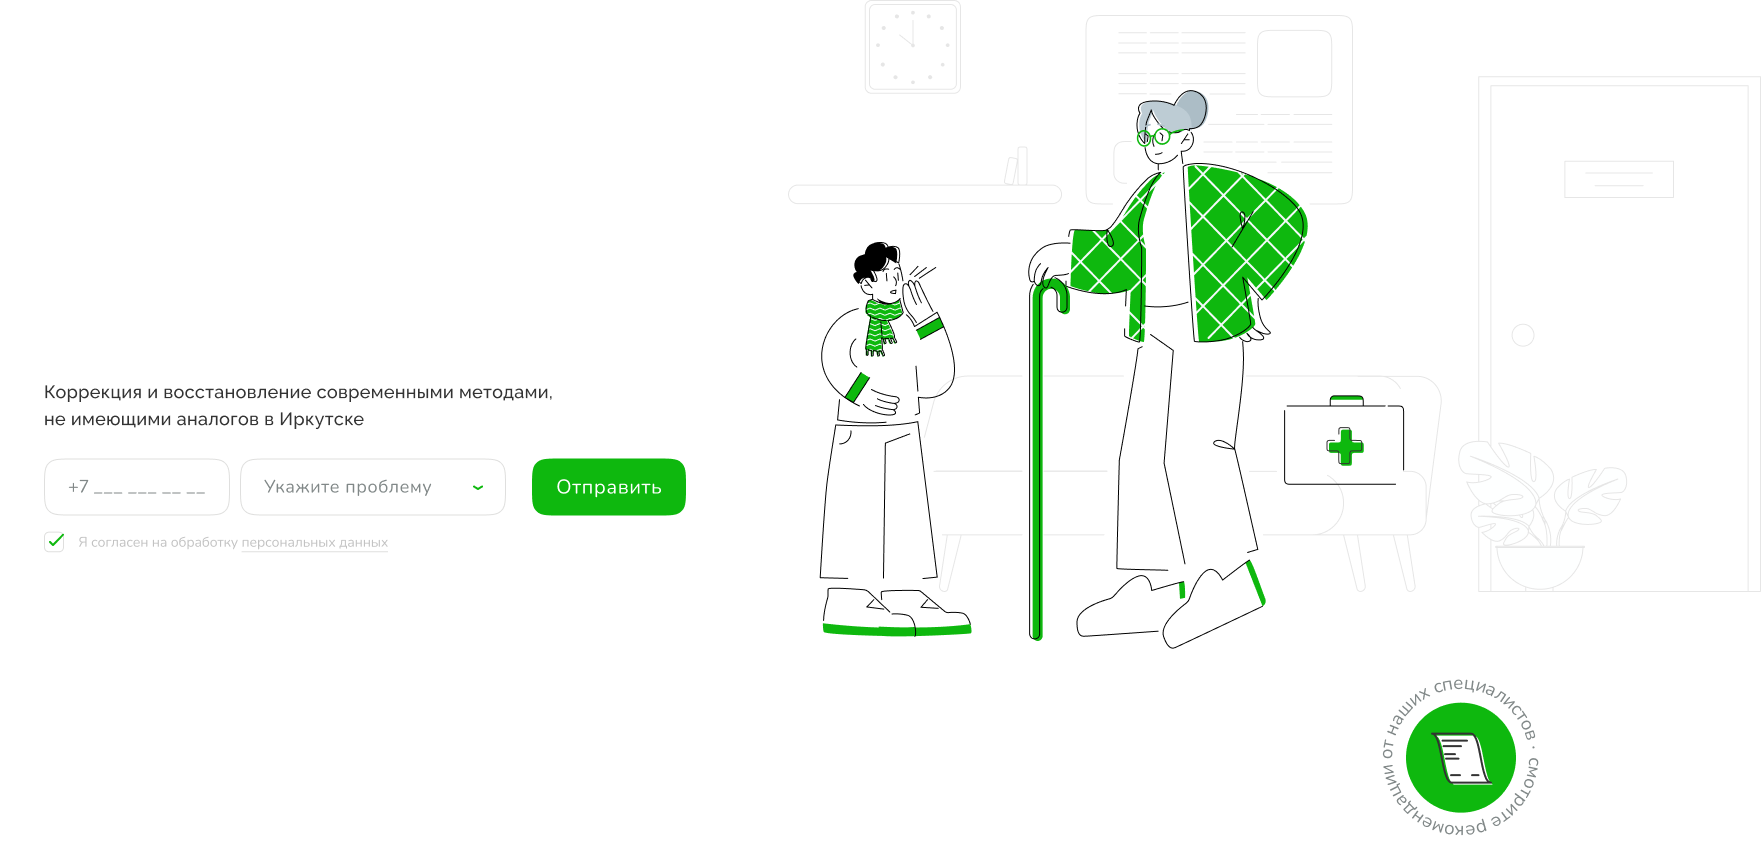 Коррекция и восстановление современными методами,
не имеющими аналогов в Иркутске
+7 ___ ___ __ __
Укажите проблему
Отправить
Я согласен на обработку персональных данных
смотрите рекомендации от наших специалистов ·